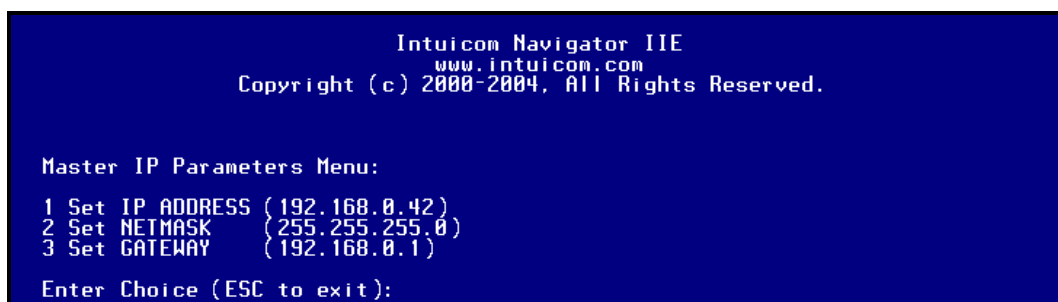 Intuicom Navigator IIE
www.intuicom.com
Copyright (c) 2000-2004, All Rights Reserved.
Master IP Parameters Menu:
1 Set IP ADDRESS (192.168.0.42)
2 Set NETMASK (255.255.255.0)
3 Set GATEWAY (192.168.0.1)
Enter Choice (ESC to exit):